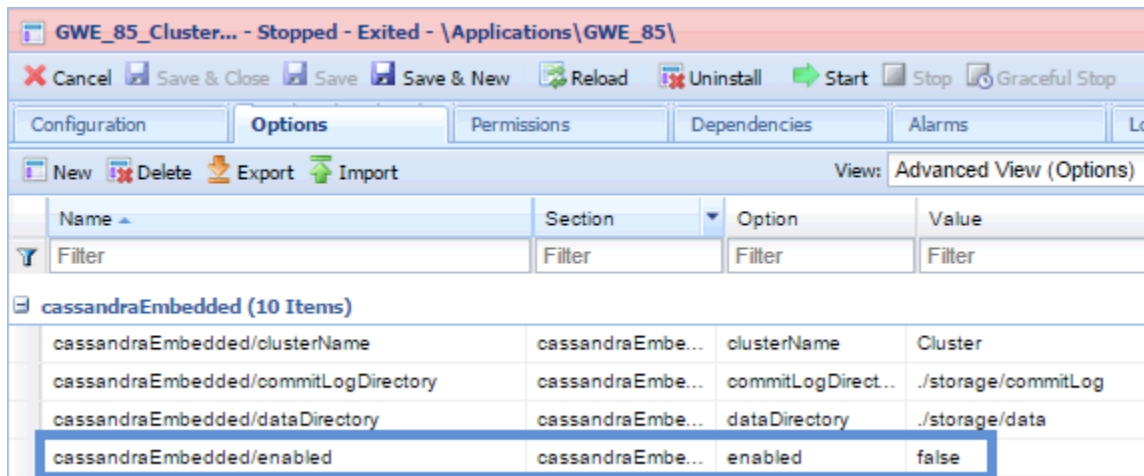 GWE_85_Cluster... - Stopped - Exited - \Applications\GWE_85\
Cancel Save & Close Save Save & New Reload Uninstall Start Stop Graceful Stop
Configuration Options Permissions Dependencies Alarms Lo
New Delete Export Import View: Advanced View (Options)
Name Section Option Value
Filter Filter Filter Filter
cassandraEmbedded (10 Items)
cassandraEmbedded/clusterName cassandraEmbe... clusterName Cluster
cassandraEmbedded/commitLogDirectory cassandraEmbe... commitLogDirect... ./storage/commitLog
cassandraEmbedded/dataDirectory cassandraEmbe... dataDirectory ./storage/data
cassandraEmbedded/enabled cassandraEmbe... enabled false